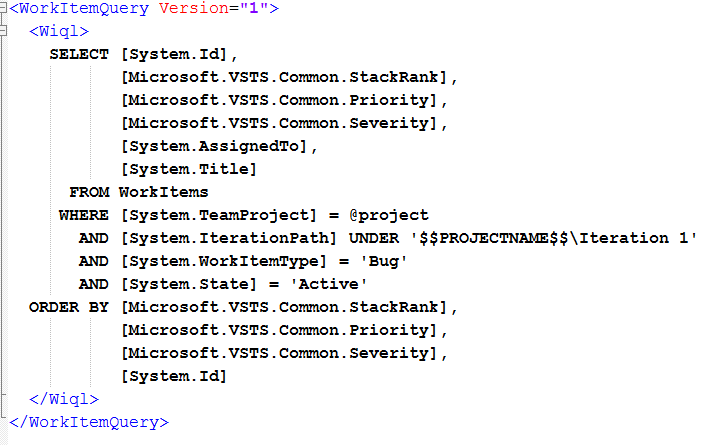 <WorkItemQuery Version="1">
<Wiql>
SELECT [System.Id],
[Microsoft.VSTS.Common.StackRank],
[Microsoft.VSTS.Common.Priority],
[Microsoft.VSTS.Common.Severity],
[System.AssignedTo],
[System.Title]
FROM WorkItems
WHERE [System.TeamProject] = @project
AND [System.IterationPath] UNDER '$$PROJECTNAME$$\Iteration 1'
AND [System.WorkItemType] = 'Bug'
AND [System.State] = 'Active'
ORDER BY [Microsoft.VSTS.Common.StackRank],
[Microsoft.VSTS.Common.Priority],
[Microsoft.VSTS.Common.Severity],
[System.Id]
</Wiql>
</WorkItemQuery>